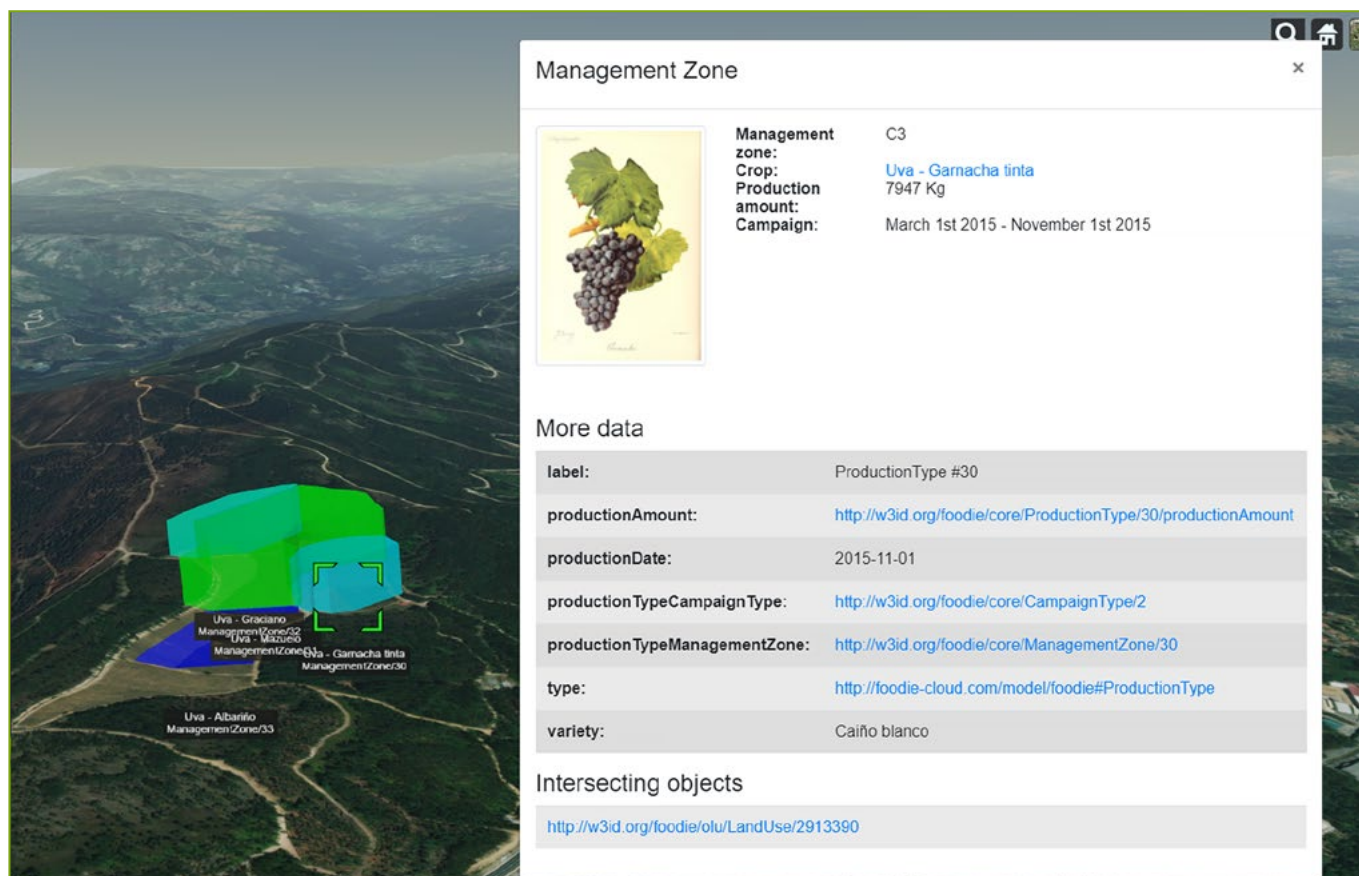 Management Zone
×
Management zone:
C3
Crop:
Uva - Garnacha tinta
Production amount:
7947 Kg
Campaign:
March 1st 2015 - November 1st 2015
More data
label:
ProductionType #30
productionAmount:
http://w3id.org/foodie/core/ProductionType/30/productionAmount
productionDate:
2015-11-01
productionTypeCampaignType:
http://w3id.org/foodie/core/CampaignType/2
productionTypeManagementZone:
http://w3id.org/foodie/core/ManagementZone/30
type:
http://foodie-cloud.com/model/foodie#ProductionType
variety:
Caiño blanco
Intersecting objects
http://w3id.org/foodie/olu/LandUse/2913390
Uva - Graciano
ManagementZone/32
Uva - Mazuelo
ManagementZone/31
Uva - Garnacha tinta
ManagementZone/30
Uva - Albariño
ManagementZone/33